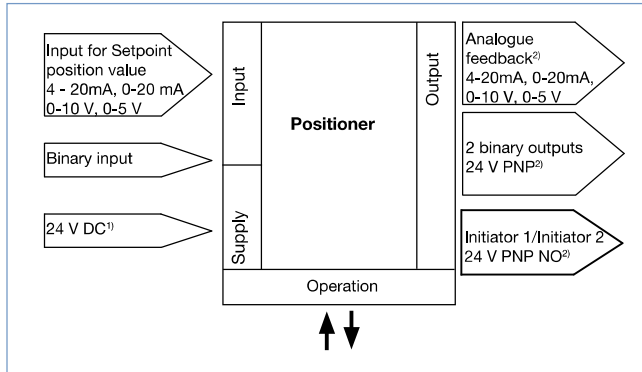 Input for Setpoint
position value
4 - 20mA, 0-20 mA
0-10 V, 0-5 V
Binary input
24 V DC¹⁾
Input
Supply
Positioner
Output
Operation
Analogue
feedback²⁾
4-20mA, 0-20mA,
0-10 V, 0-5 V
2 binary outputs
24 V PNP²⁾
Initiator 1/Initiator 2
24 V PNP NO²⁾